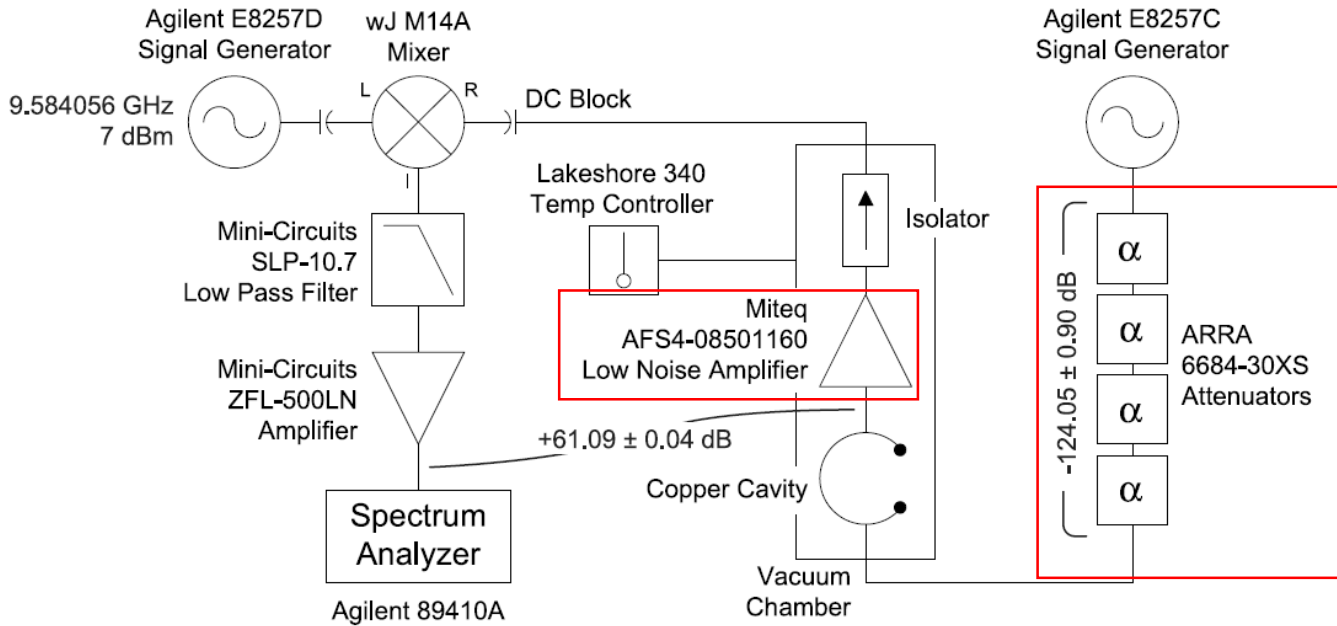 Agilent E8257D
Signal Generator
wJ M14A
Mixer
Agilent E8257C
Signal Generator
9.584056 GHz
7 dBm
L
R
I
DC Block
Lakeshore 340
Temp Controller
Isolator
Mini-Circuits
SLP-10.7
Low Pass Filter
Miteq
AFS4-08501160
Low Noise Amplifier
Mini-Circuits
ZFL-500LN
Amplifier
+61.09 ± 0.04 dB
Copper Cavity
-124.05 ± 0.90 dB
α
α
α
α
ARRA
6684-30XS
Attenuators
Spectrum
Analyzer
Agilent 89410A
Vacuum
Chamber